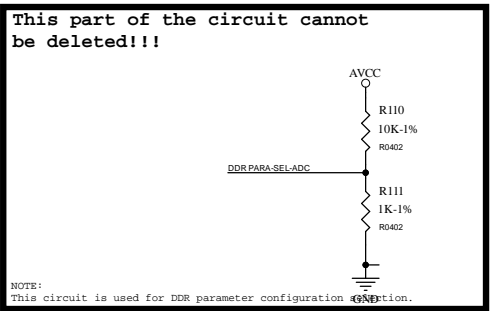 This part of the circuit cannot
be deleted!!!
AVCC
R110
10K-1%
R0402
DDR PARA-SEL-ADC
R111
1K-1%
R0402
GND
NOTE:
This circuit is used for DDR parameter configuration selection.